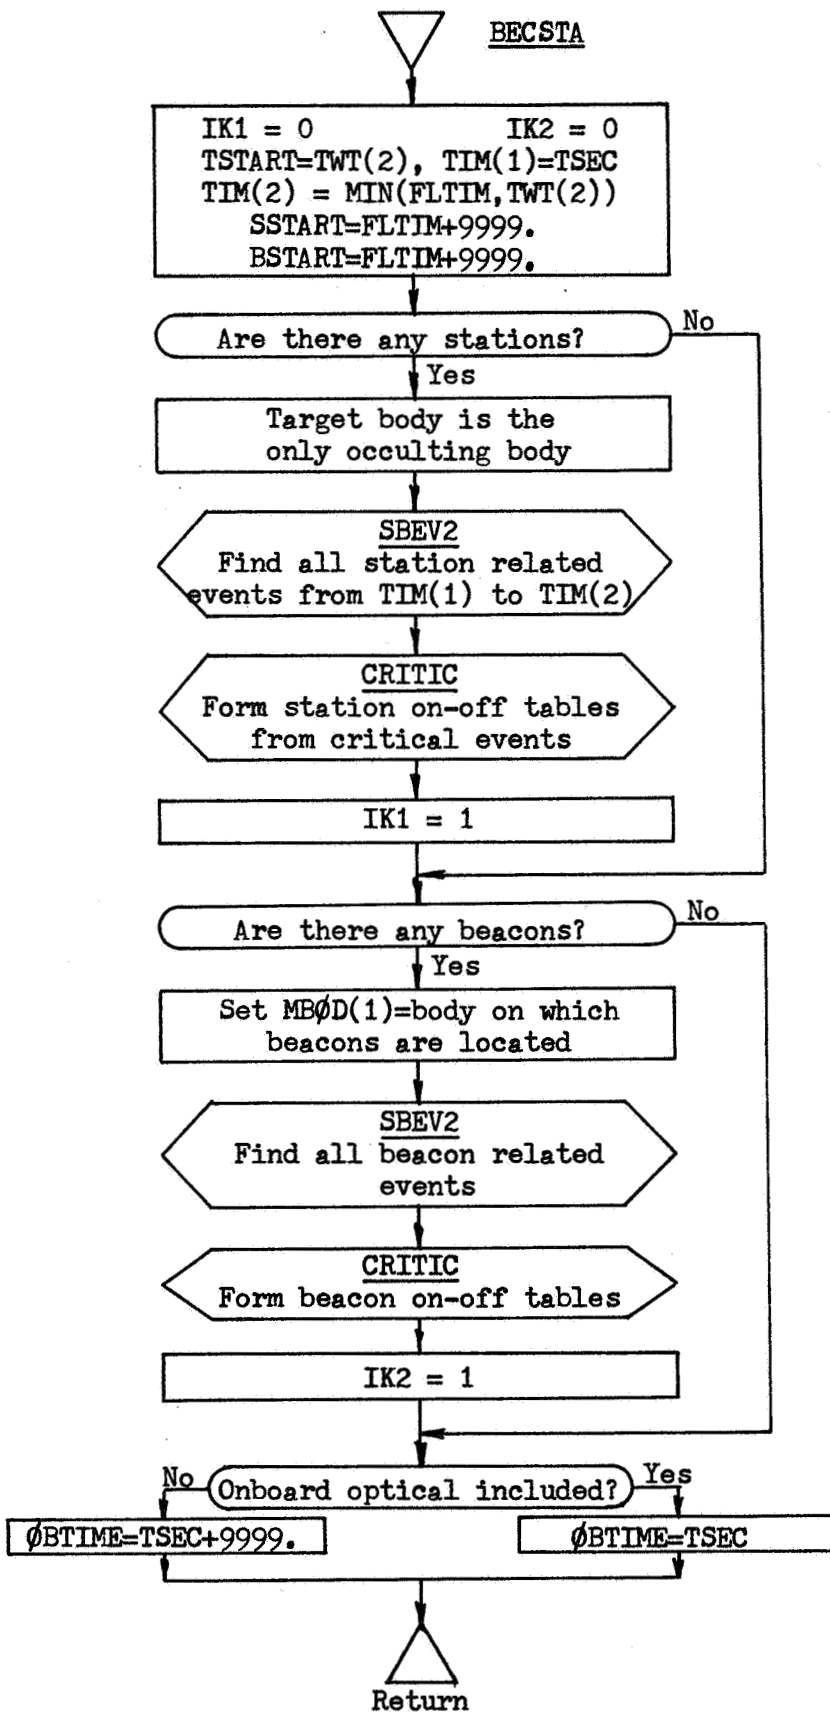 BECSTA
IK1 = 0 IK2 = 0
TSTART=TWT(2), TIM(1)=TSEC
TIM(2) = MIN(FLTIM,TWT(2))
SSTART=FLTIM+9999.
BSTART=FLTIM+9999.
Are there any stations?
No
Yes
Target body is the
only occulting body
SBEV2
Find all station related
events from TIM(1) to TIM(2)
CRITIC
Form station on-off tables
from critical events
IK1 = 1
Are there any beacons?
No
Yes
Set MBØD(1)=body on which
beacons are located
SBEV2
Find all beacon related
events
CRITIC
Form beacon on-off tables
IK2 = 1
No
Onboard optical included?
Yes
ØBTIME=TSEC+9999.
ØBTIME=TSEC
Return